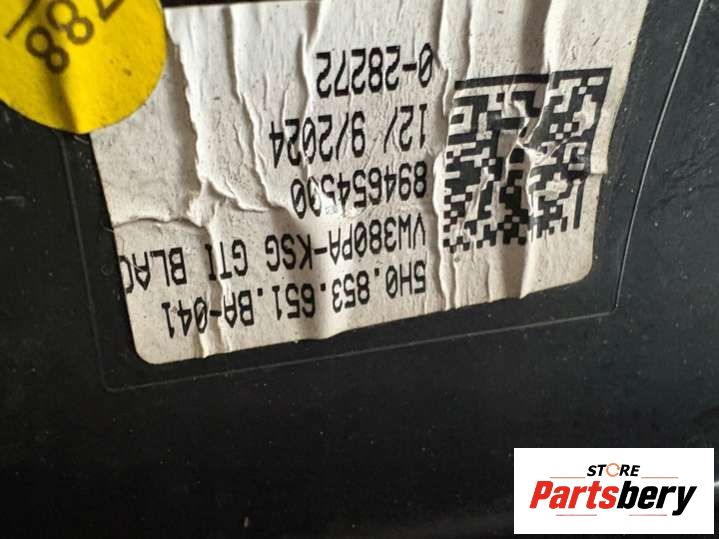 5H0.853.651.BA-041
VW380PA-KSG GTI BLAC
894654500
12/ 9/2024
0-28272
STORE
Partsbery